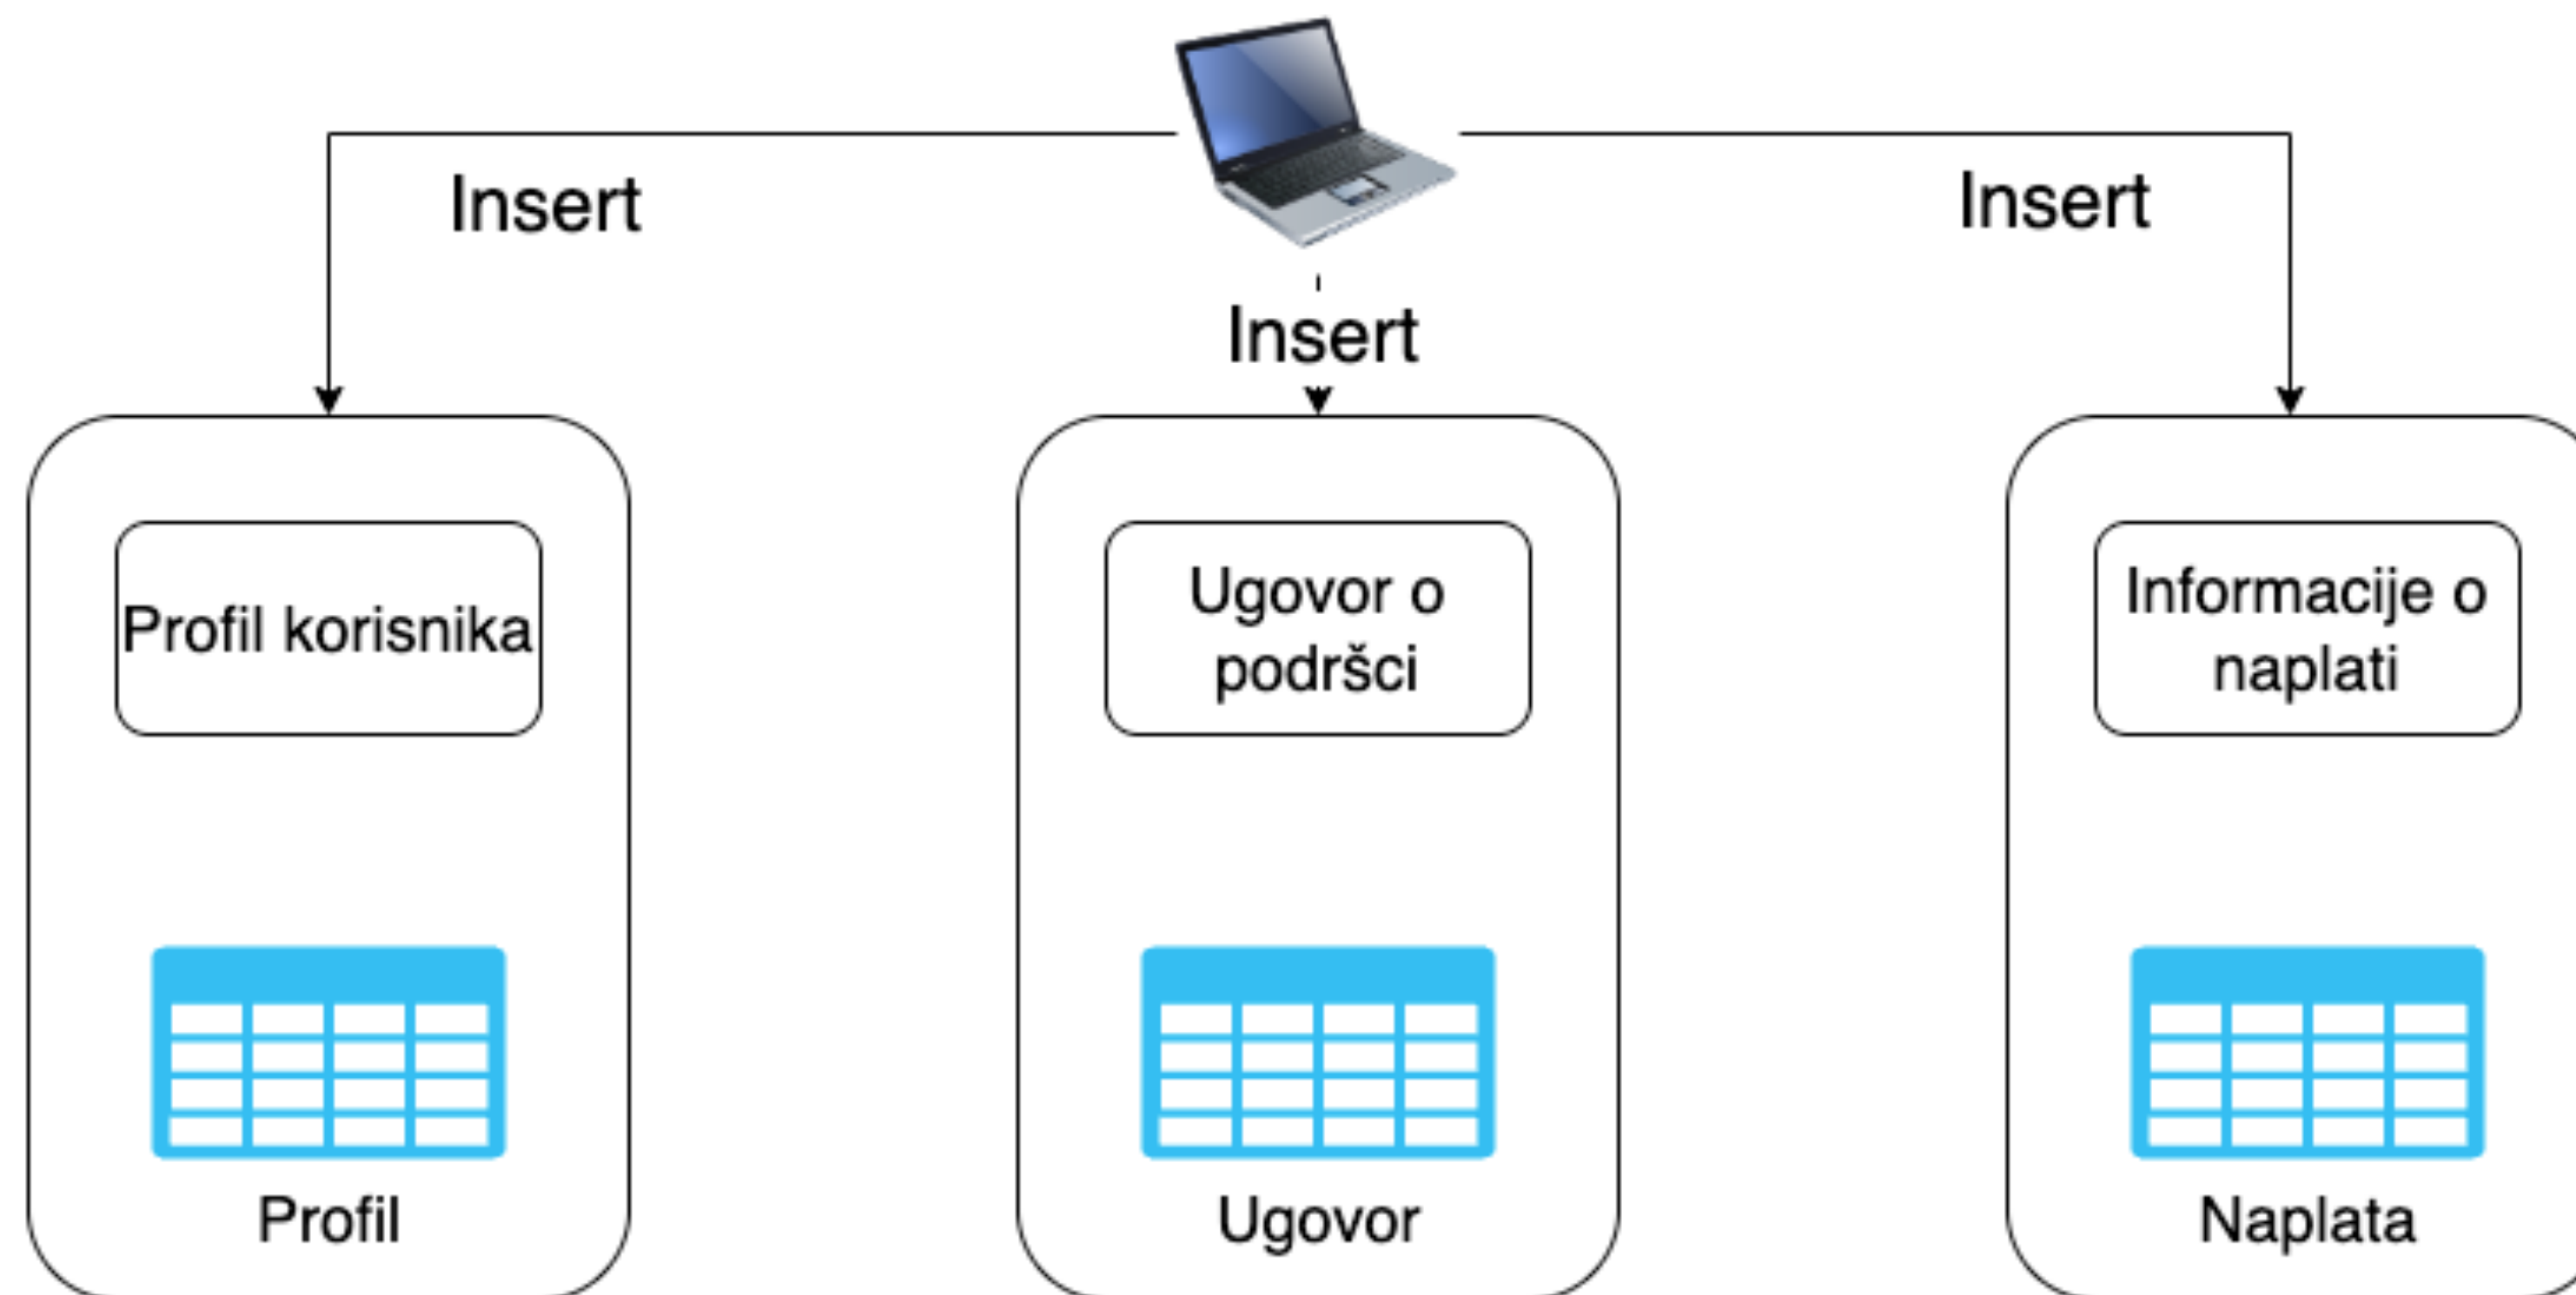 Insert
Insert
Insert
Profil korisnika
Ugovor o
podršci
Informacije o
naplati
Profil
Ugovor
Naplata